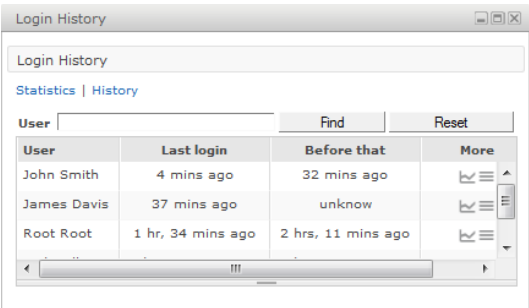 Login History
Login History
Statistics | History
User Find Reset
User Last login Before that More
John Smith 4 mins ago 32 mins ago
James Davis 37 mins ago unknow
Root Root 1 hr, 34 mins ago 2 hrs, 11 mins ago